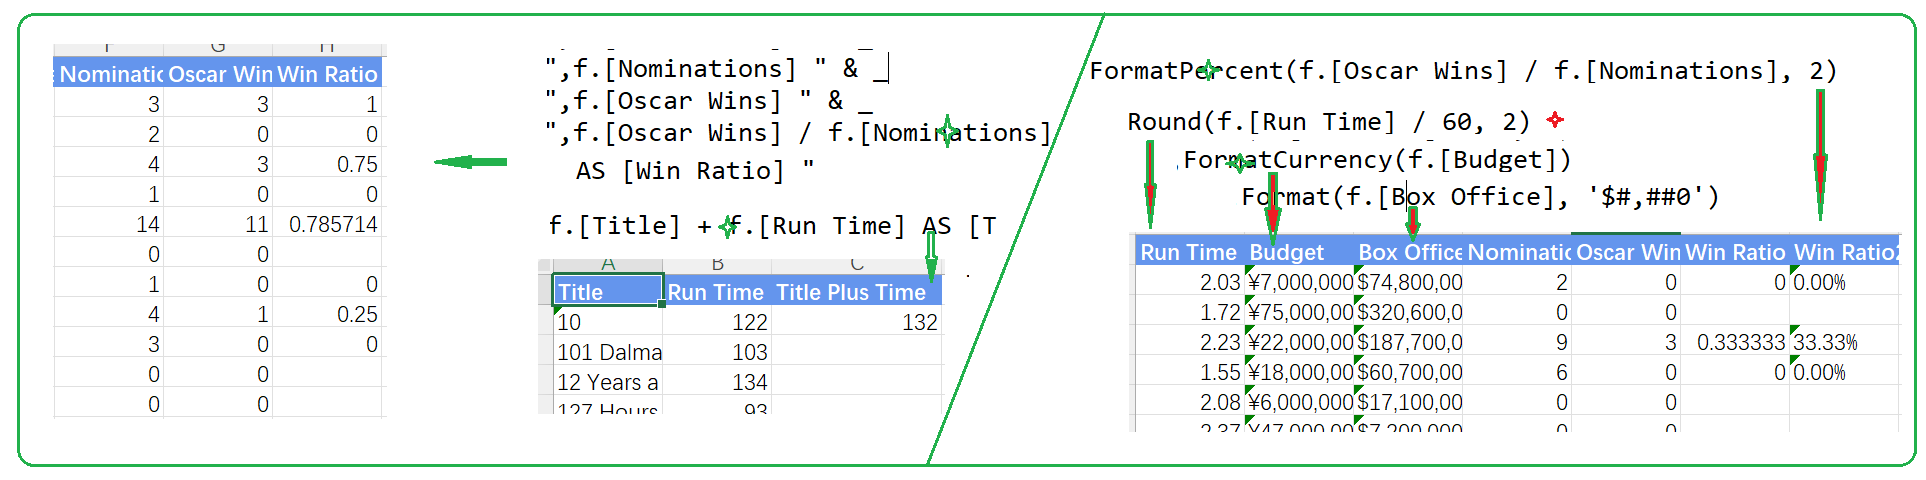 G H
Nominatic Oscar Win Win Ratio
3 3 1
2 0 0
4 3 0.75
1 0 0
14 11 0.785714
0 0
1 0 0
4 1 0.25
3 0 0
0 0
0 0
",f.[Nominations] " & _
",f.[Oscar Wins] " & _
",f.[Oscar Wins] / f.[Nominations]
AS [Win Ratio] "
f.[Title] + f.[Run Time] AS [T
A B C
Title Run Time Title Plus Time
10 122 132
101 Dalma 103
12 Years a 134
127 Hours 93
FormatPercent(f.[Oscar Wins] / f.[Nominations], 2)
Round(f.[Run Time] / 60, 2)
FormatCurrency(f.[Budget])
Format(f.[Box Office], '$#,##0')
Run Time Budget Box Office Nominatic Oscar Win Win Ratio Win Ratio2
2.03 ¥7,000,000 $74,800,00 2 0 0 0.00%
1.72 ¥75,000,00 $320,600,0 0 0
2.23 ¥22,000,00 $187,700,0 9 3 0.333333 33.33%
1.55 ¥18,000,00 $60,700,00 6 0 0 0.00%
2.08 ¥6,000,000 $17,100,00 0 0
2.37 ¥47,000,00 $7,200,000 0 0